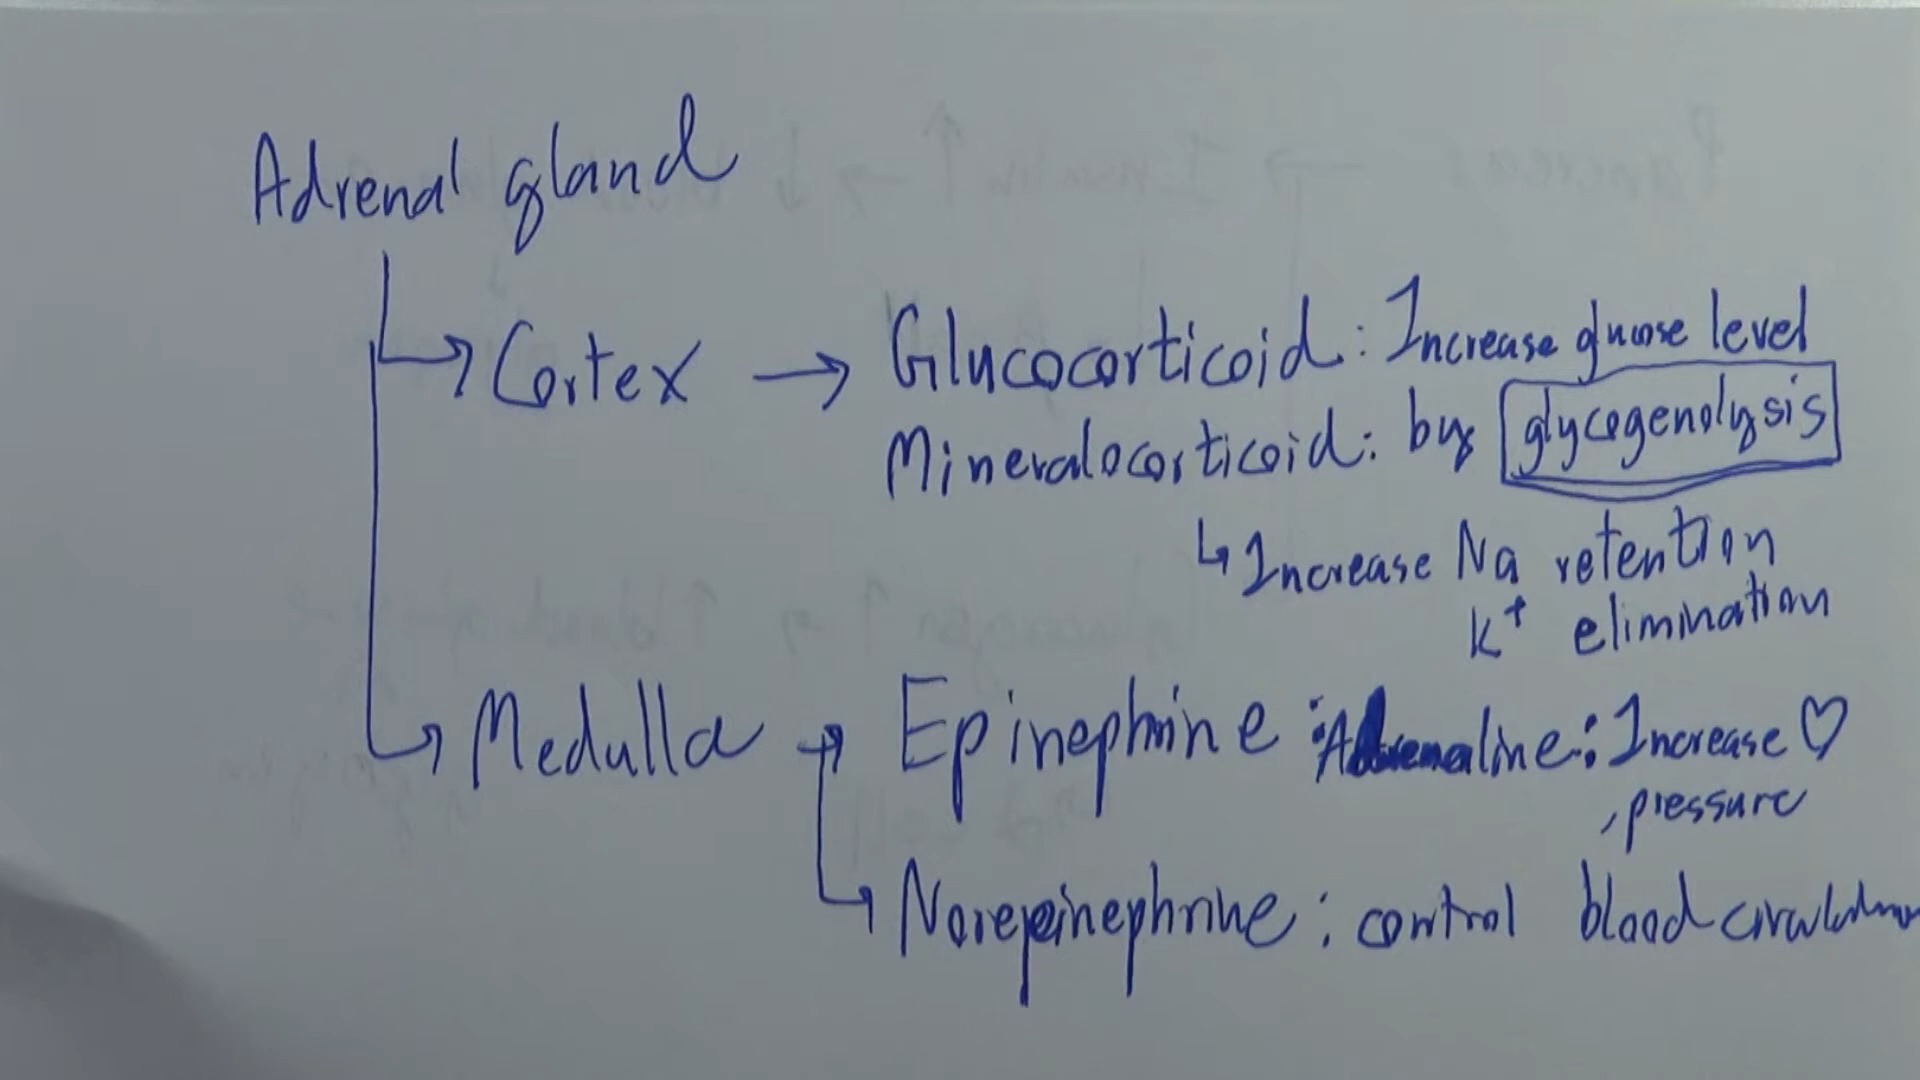 Adrenal gland
Cortex → Glucocorticoid: Increase glucose level
Mineralocorticoid: by glycogenolysis
↳ Increase Na retention
K+ elimination
Medulla → Epinephrine: Adrenaline: Increase ♡
, pressure
Norepinephrine: control blood circulation